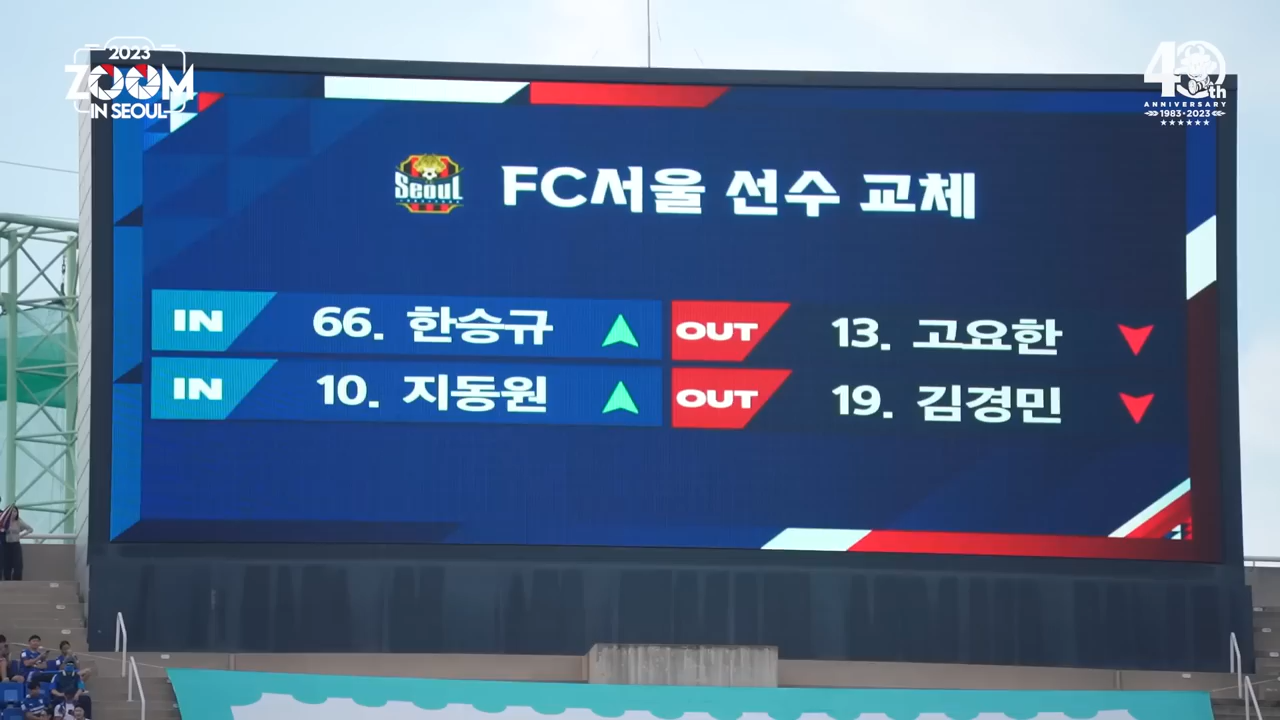 2023
ZOOM
IN SEOUL
40th
ANNIVERSARY
1983-2023
Seoul
FC서울 선수 교체
IN 66. 한승규 OUT 13. 고요한
IN 10. 지동원 OUT 19. 김경민